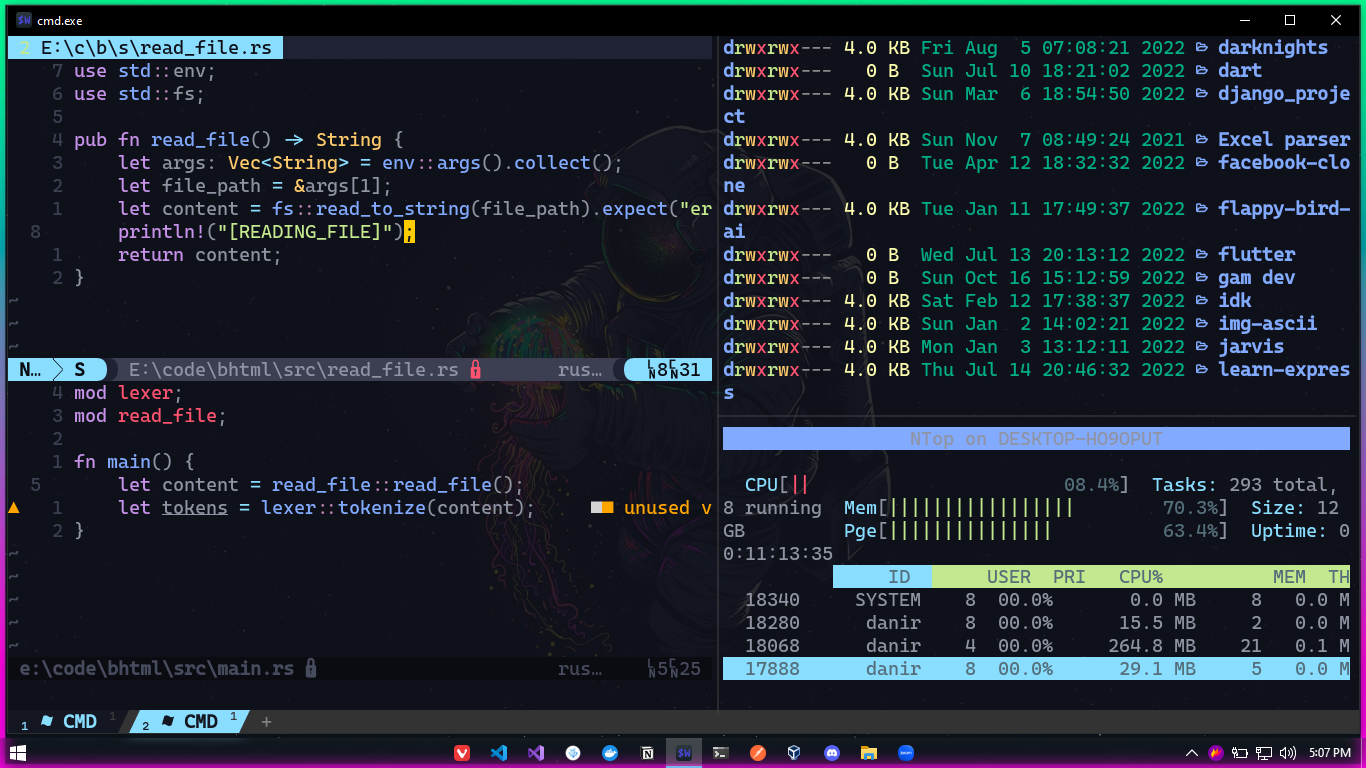 cmd.exe
2 E:\c\b\s\read_file.rs
7 use std::env;
6 use std::fs;
5
4 pub fn read_file() -> String {
3 let args: Vec<String> = env::args().collect();
2 let file_path = &args[1];
1 let content = fs::read_to_string(file_path).expect("er
8 println!("[READING_FILE]");
1 return content;
2 }
~
~
~
N… S E:\code\bhtml\src\read_file.rs rus… 8 31
4 mod lexer;
3 mod read_file;
2
1 fn main() {
5 let content = read_file::read_file();
1 let tokens = lexer::tokenize(content); unused v
2 }
~
~
~
~
~
e:\code\bhtml\src\main.rs rus… 5 25
drwxrwx--- 4.0 KB Fri Aug 5 07:08:21 2022 darknights
drwxrwx--- 0 B Sun Jul 10 18:21:02 2022 dart
drwxrwx--- 4.0 KB Sun Mar 6 18:54:50 2022 django_proje
ct
drwxrwx--- 4.0 KB Sun Nov 7 08:49:24 2021 Excel parser
drwxrwx--- 0 B Tue Apr 12 18:32:32 2022 facebook-clo
ne
drwxrwx--- 4.0 KB Tue Jan 11 17:49:37 2022 flappy-bird-
ai
drwxrwx--- 0 B Wed Jul 13 20:13:12 2022 flutter
drwxrwx--- 0 B Sun Oct 16 15:12:59 2022 gam dev
drwxrwx--- 4.0 KB Sat Feb 12 17:38:37 2022 idk
drwxrwx--- 4.0 KB Sun Jan 2 14:02:21 2022 img-ascii
drwxrwx--- 4.0 KB Mon Jan 3 13:12:11 2022 jarvis
drwxrwx--- 4.0 KB Thu Jul 14 20:46:32 2022 learn-expres
s
NTop on DESKTOP-HO9OPUT
CPU[|| 08.4%] Tasks: 293 total,
8 running Mem[||||||||||||||||| 70.3%] Size: 12
GB Pge[||||||||||||||| 63.4%] Uptime: 0
0:11:13:35
ID USER PRI CPU% MEM TH
18340 SYSTEM 8 00.0% 0.0 MB 8 0.0 M
18280 danir 8 00.0% 15.5 MB 2 0.0 M
18068 danir 4 00.0% 264.8 MB 21 0.1 M
17888 danir 8 00.0% 29.1 MB 5 0.0 M
1 CMD 1 2 CMD 1 +
$W
5:07 PM